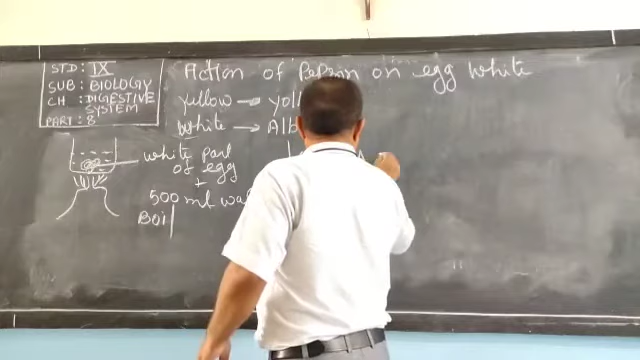 STD: IX
SUB: BIOLOGY
CH: DIGESTIVE
SYSTEM
PART: 8
Action of Pepsin on egg white
yellow → yol
White → Alb
white part
of egg
+
500 ml wa
Boil